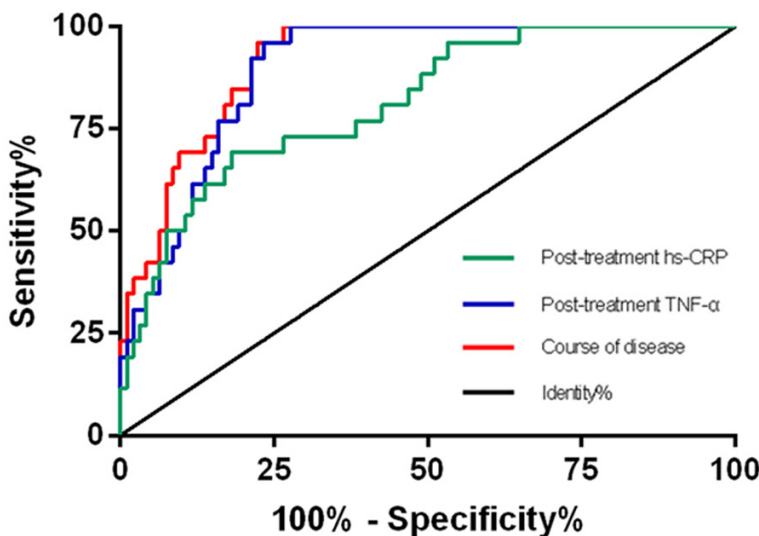 Sensitivity%
100
75
50
25
0
Post-treatment hs-CRP
Post-treatment TNF-α
Course of disease
Identity%
0 25 50 75 100
100% - Specificity%